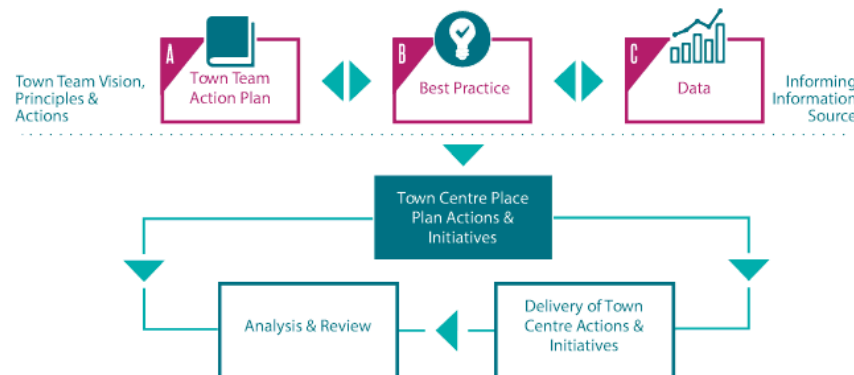 A
Town Team
Action Plan
B
Best Practice
C
Data
Town Team Vision,
Principles &
Actions
Informing
Information
Source
Town Centre Place
Plan Actions &
Initiatives
Analysis & Review
Delivery of Town
Centre Actions &
Initiatives